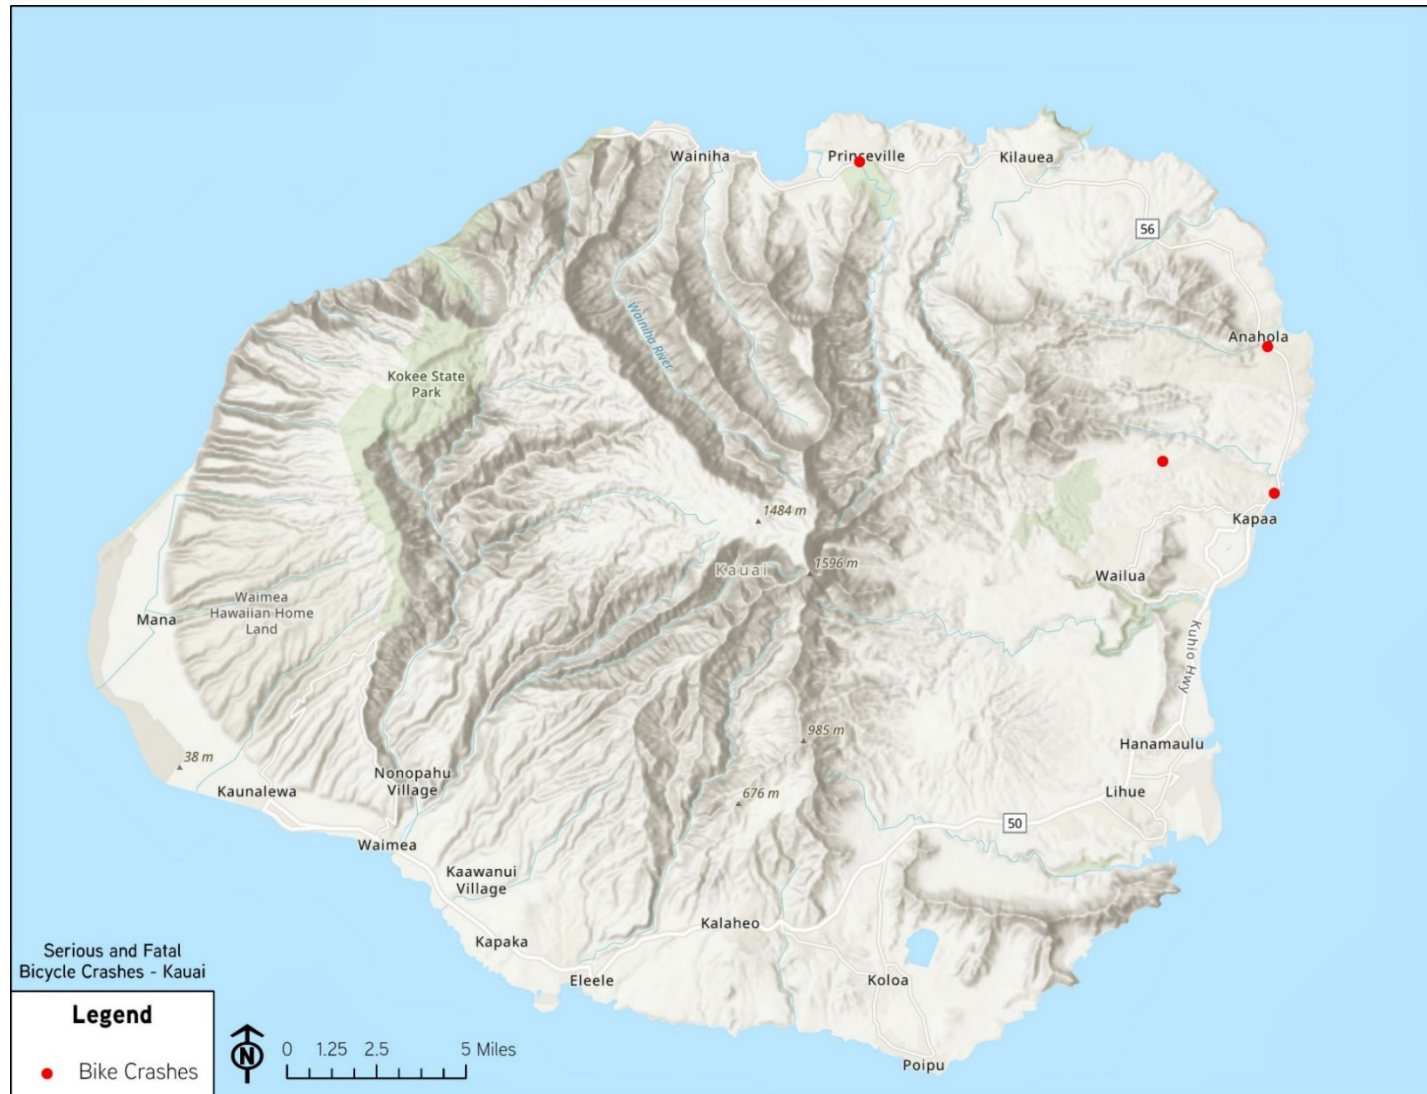 Wainiha
Princeville
Kilauea
56
Wainiha River
Anahola
Kokee State
Park
1484 m
Kapaa
Kauai
1596 m
Wailua
Waimea
Hawaiian Home
Land
Mana
Kuhio Hwy
985 m
Hanamaulu
38 m
Nonopahu
Village
Kaunalewa
676 m
Lihue
50
Waimea
Kaawanui
Village
Kalaheo
Kapaka
Eleele
Koloa
Poipu
Serious and Fatal
Bicycle Crashes - Kauai
Legend
Bike Crashes
N
0 1.25 2.5 5 Miles